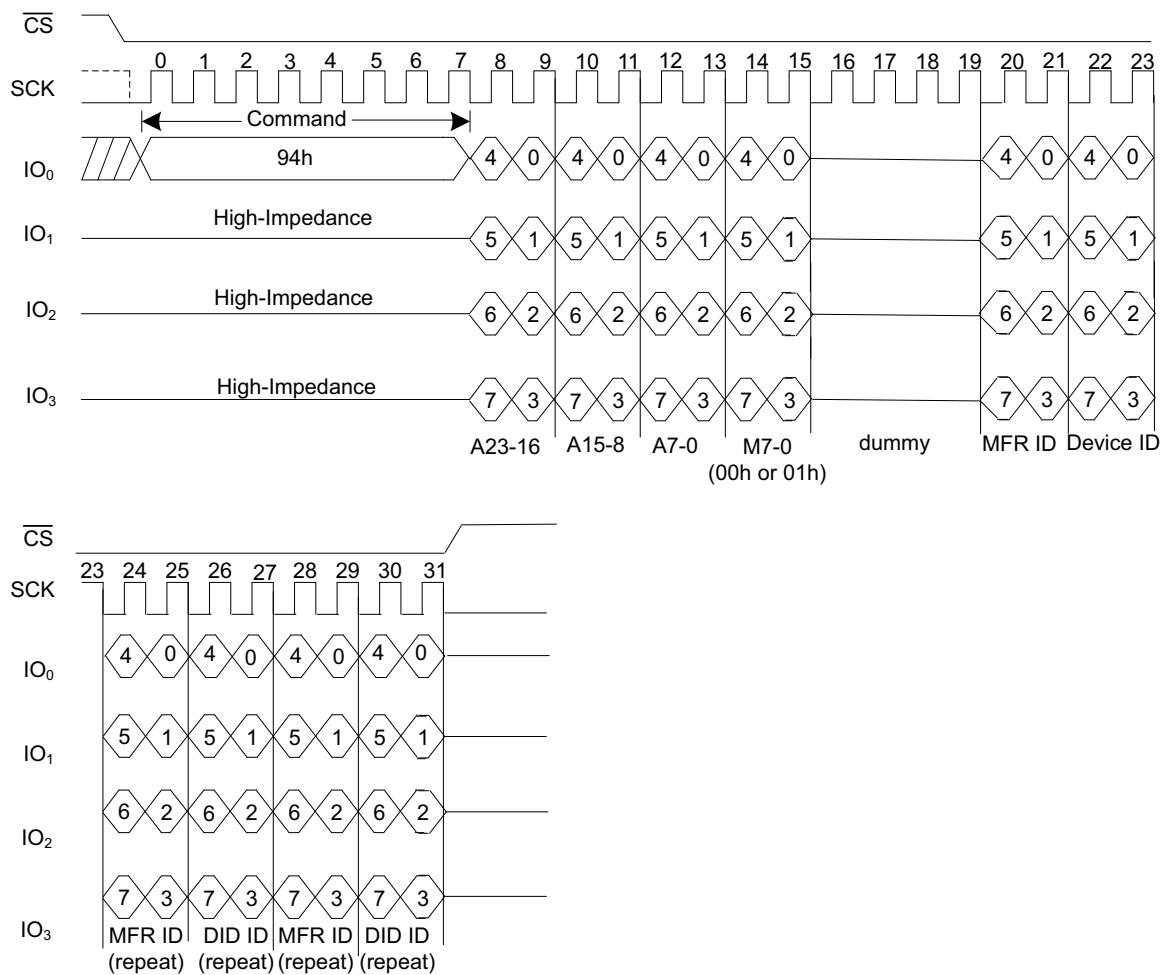 CS
0 1 2 3 4 5 6 7 8 9 10 11 12 13 14 15 16 17 18 19 20 21 22 23
SCK
Command
IO0 94h 4 0 4 0 4 0 4 0 4 0 4 0
High-Impedance
IO1 5 1 5 1 5 1 5 1 5 1 5 1
High-Impedance
IO2 6 2 6 2 6 2 6 2 6 2 6 2
High-Impedance
IO3 7 3 7 3 7 3 7 3 7 3 7 3
A23-16 A15-8 A7-0 M7-0 dummy MFR ID Device ID
(00h or 01h)
CS
23 24 25 26 27 28 29 30 31
SCK
IO0 4 0 4 0 4 0 4 0
IO1 5 1 5 1 5 1 5 1
IO2 6 2 6 2 6 2 6 2
IO3 7 3 7 3 7 3 7 3
MFR ID DID ID MFR ID DID ID
(repeat) (repeat) (repeat) (repeat)